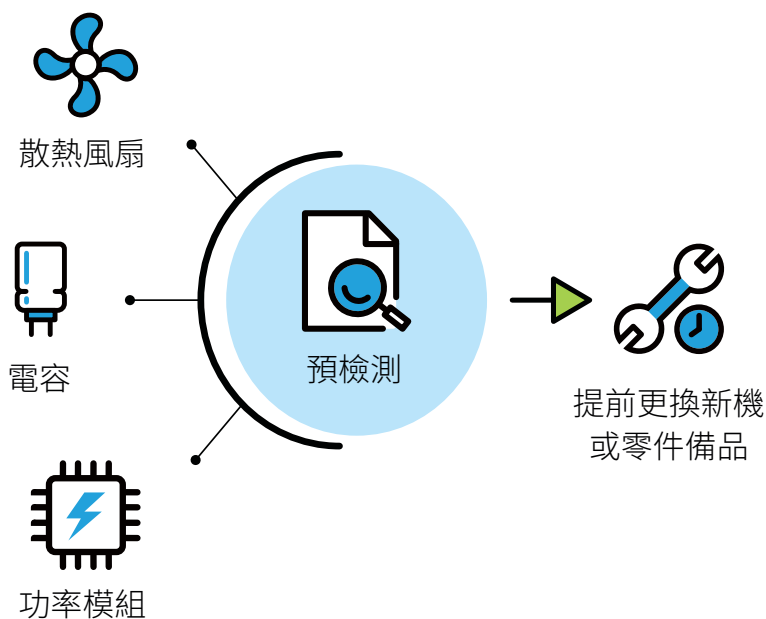 散熱風扇
電容
功率模組
預檢測
提前更換新機
或零件備品